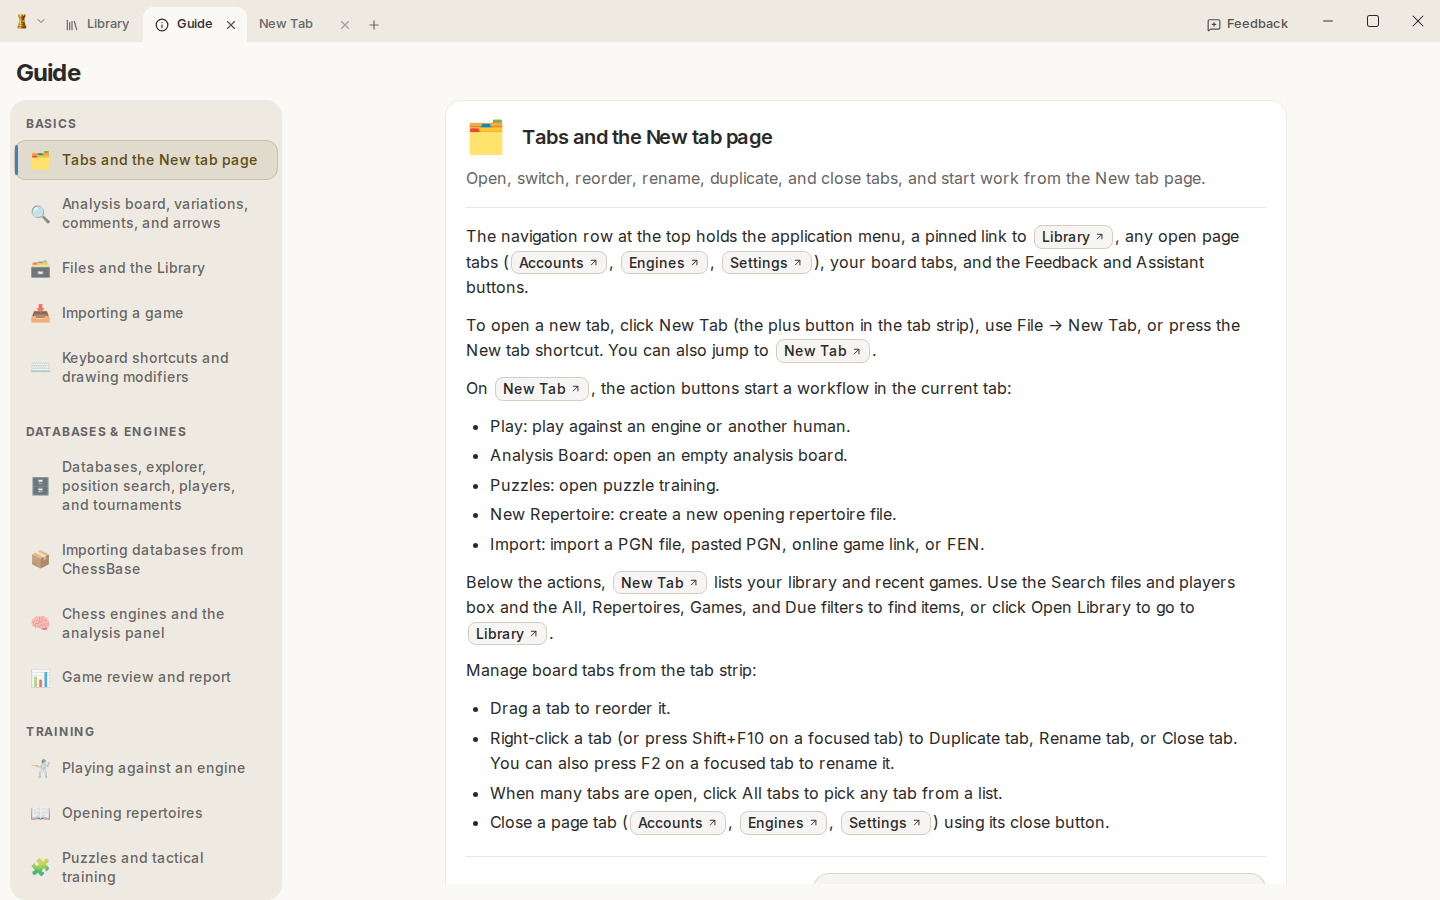 Library
Guide
New Tab
Feedback
Guide
BASICS
Tabs and the New tab page
Analysis board, variations,
comments, and arrows
Files and the Library
Importing a game
Keyboard shortcuts and
drawing modifiers
DATABASES & ENGINES
Databases, explorer,
position search, players,
and tournaments
Importing databases from
ChessBase
Chess engines and the
analysis panel
Game review and report
TRAINING
Playing against an engine
Opening repertoires
Puzzles and tactical
training
Tabs and the New tab page
Open, switch, reorder, rename, duplicate, and close tabs, and start work from the New tab page.
The navigation row at the top holds the application menu, a pinned link to Library ↗, any open page
tabs (Accounts ↗, Engines ↗, Settings ↗), your board tabs, and the Feedback and Assistant
buttons.
To open a new tab, click New Tab (the plus button in the tab strip), use File → New Tab, or press the
New tab shortcut. You can also jump to New Tab ↗.
On New Tab ↗, the action buttons start a workflow in the current tab:
• Play: play against an engine or another human.
• Analysis Board: open an empty analysis board.
• Puzzles: open puzzle training.
• New Repertoire: create a new opening repertoire file.
• Import: import a PGN file, pasted PGN, online game link, or FEN.
Below the actions, New Tab ↗ lists your library and recent games. Use the Search files and players
box and the All, Repertoires, Games, and Due filters to find items, or click Open Library to go to
Library ↗.
Manage board tabs from the tab strip:
• Drag a tab to reorder it.
• Right-click a tab (or press Shift+F10 on a focused tab) to Duplicate tab, Rename tab, or Close tab.
You can also press F2 on a focused tab to rename it.
• When many tabs are open, click All tabs to pick any tab from a list.
• Close a page tab (Accounts ↗, Engines ↗, Settings ↗) using its close button.